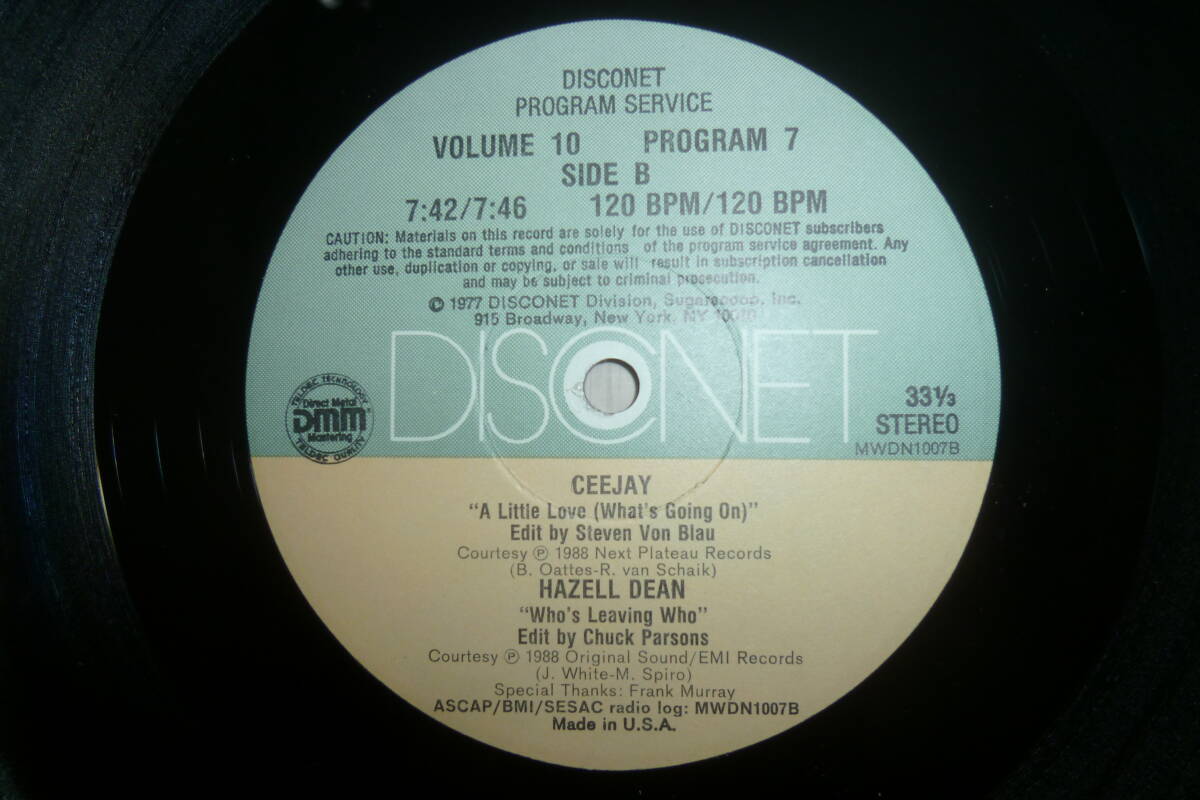 DISCONET
PROGRAM SERVICE
VOLUME 10 PROGRAM 7
SIDE B
7:42/7:46 120 BPM/120 BPM
CAUTION: Materials on this record are solely for the use of DISCONET subscribers
adhering to the standard terms and conditions of the program service agreement. Any
other use, duplication or copying, or sale will result in subscription cancellation
and may be subject to criminal prosecution.
© 1977 DISCONET Division, Sugarscoop, Inc.
915 Broadway, New York, NY 10010
DISCONET
TELDEC TECHNOLOGY
Direct Metal
DMM
Mastering
TELDEC QUALITY
33⅓
STEREO
MWDN1007B
CEEJAY
"A Little Love (What's Going On)"
Edit by Steven Von Blau
Courtesy ℗ 1988 Next Plateau Records
(B. Oattes-R. van Schaik)
HAZELL DEAN
"Who's Leaving Who"
Edit by Chuck Parsons
Courtesy ℗ 1988 Original Sound/EMI Records
(J. White-M. Spiro)
Special Thanks: Frank Murray
ASCAP/BMI/SESAC radio log: MWDN1007B
Made in U.S.A.